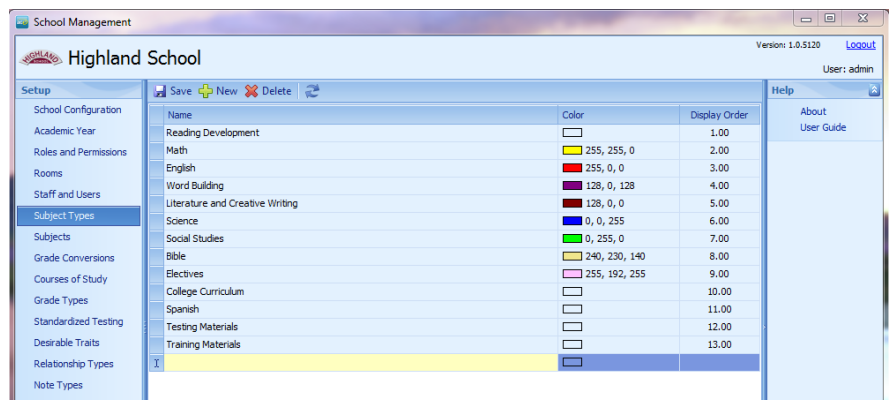 School Management
HIGHLAND
Highland School
Version: 1.0.5120 Logout
User: admin
Setup
School Configuration
Academic Year
Roles and Permissions
Rooms
Staff and Users
Subject Types
Subjects
Grade Conversions
Courses of Study
Grade Types
Standardized Testing
Desirable Traits
Relationship Types
Note Types
Save New Delete
Name Color Display Order
Reading Development 1.00
Math 255, 255, 0 2.00
English 255, 0, 0 3.00
Word Building 128, 0, 128 4.00
Literature and Creative Writing 128, 0, 0 5.00
Science 0, 0, 255 6.00
Social Studies 0, 255, 0 7.00
Bible 240, 230, 140 8.00
Electives 255, 192, 255 9.00
College Curriculum 10.00
Spanish 11.00
Testing Materials 12.00
Training Materials 13.00
Help
About
User Guide